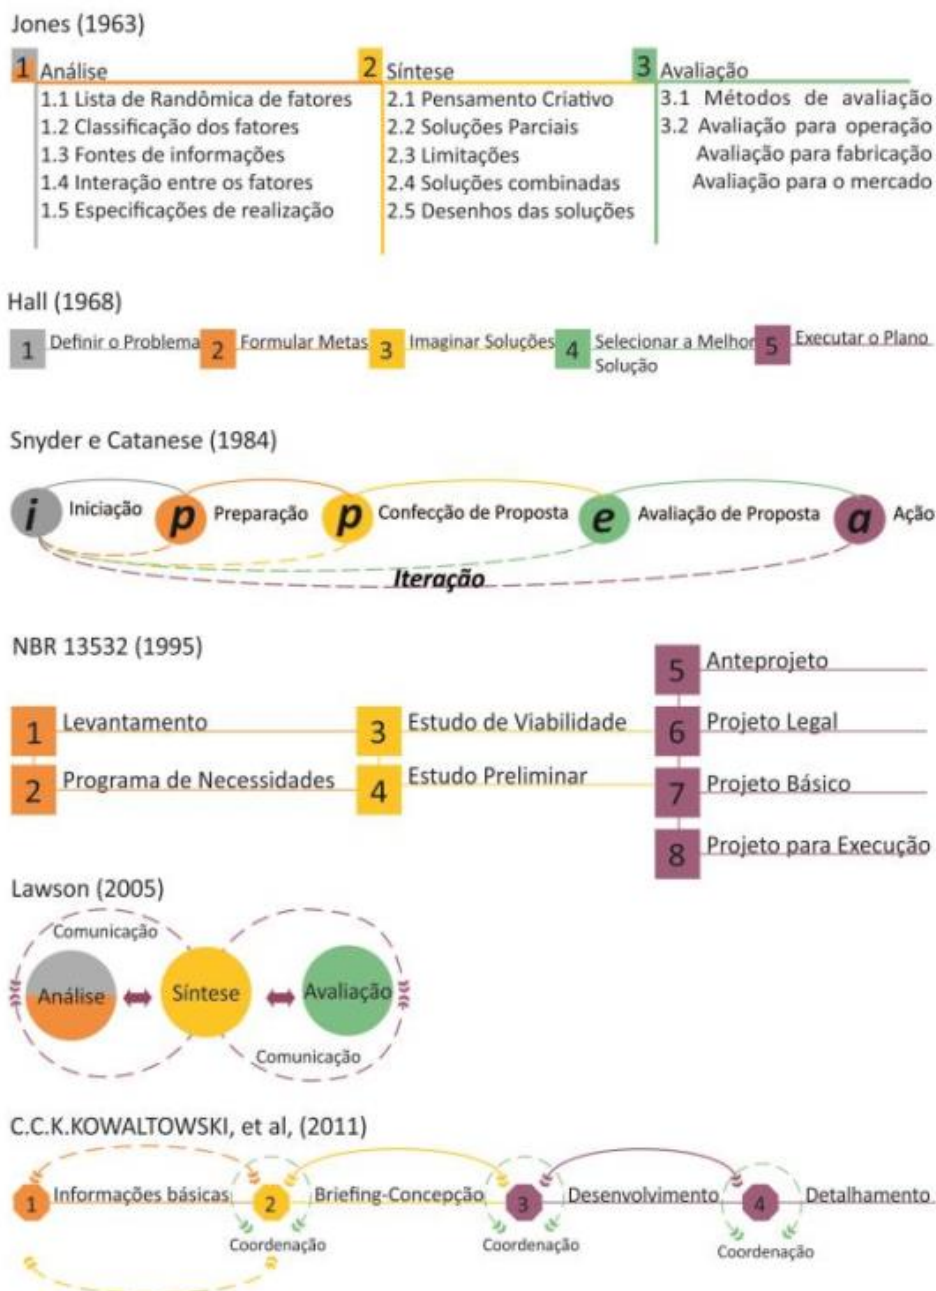 Jones (1963)
1 Análise
1.1 Lista de Randômica de fatores
1.2 Classificação dos fatores
1.3 Fontes de informações
1.4 Interação entre os fatores
1.5 Especificações de realização
2 Síntese
2.1 Pensamento Criativo
2.2 Soluções Parciais
2.3 Limitações
2.4 Soluções combinadas
2.5 Desenhos das soluções
3 Avaliação
3.1 Métodos de avaliação
3.2 Avaliação para operação
Avaliação para fabricação
Avaliação para o mercado
Hall (1968)
1 Definir o Problema
2 Formular Metas
3 Imaginar Soluções
4 Selecionar a Melhor
Solução
5 Executar o Plano
Snyder e Catanese (1984)
i Iniciação
p Preparação
p Confecção de Proposta
e Avaliação de Proposta
a Ação
Iteração
NBR 13532 (1995)
1 Levantamento
2 Programa de Necessidades
3 Estudo de Viabilidade
4 Estudo Preliminar
5 Anteprojeto
6 Projeto Legal
7 Projeto Básico
8 Projeto para Execução
Lawson (2005)
Comunicação
Análise
Síntese
Avaliação
Comunicação
C.C.K.KOWALTOWSKI, et al, (2011)
1 Informações básicas
2 Briefing-Concepção
3 Desenvolvimento
4 Detalhamento
Coordenação
Coordenação
Coordenação